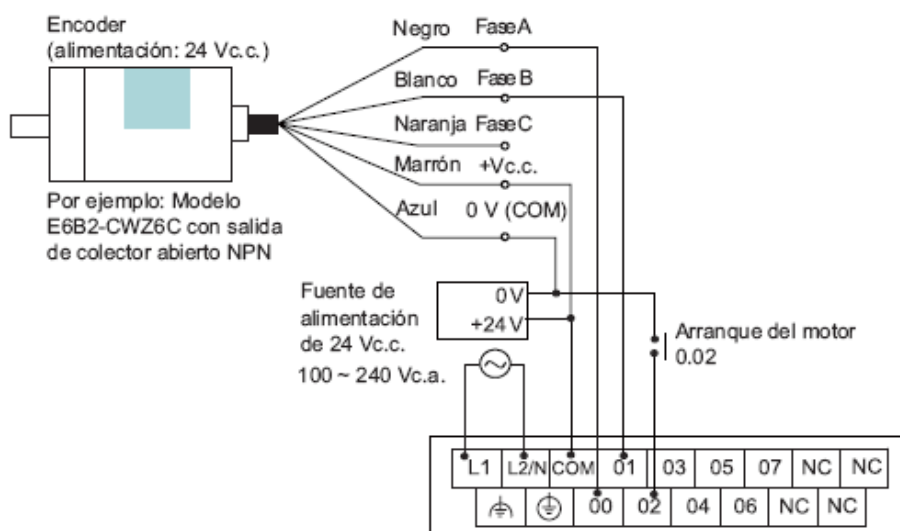 Encoder
(alimentación: 24 Vc.c.)
Negro Fase A
Blanco Fase B
Naranja Fase C
Marrón +Vc.c.
Azul 0 V (COM)
Por ejemplo: Modelo
E6B2-CWZ6C con salida
de colector abierto NPN
Fuente de
alimentación
de 24 Vc.c.
100 ~ 240 Vc.a.
0 V
+24 V
Arranque del motor
0.02
L1 L2/N COM 01 03 05 07 NC NC
00 02 04 06 NC NC